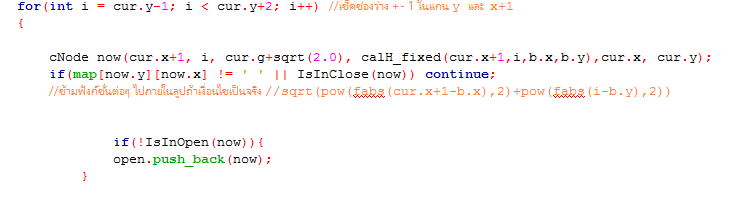 for(int i = cur.y-1; i < cur.y+2; i++) //เช็คช่องว่าง +- 1 ในแกน y และ x+1
{
cNode now(cur.x+1, i, cur.g+sqrt(2.0), calH_fixed(cur.x+1,i,b.x,b.y),cur.x, cur.y);
if(map[now.y][now.x] != ' ' || IsInClose(now)) continue;
//ข้ามฟังก์ชั่นต่อๆ ไปภายในลูปถ้าเงื่อนไขเป็นจริง //sqrt(pow(fabs(cur.x+1-b.x),2)+pow(fabs(i-b.y),2))
if(!IsInOpen(now)){
open.push_back(now);
}